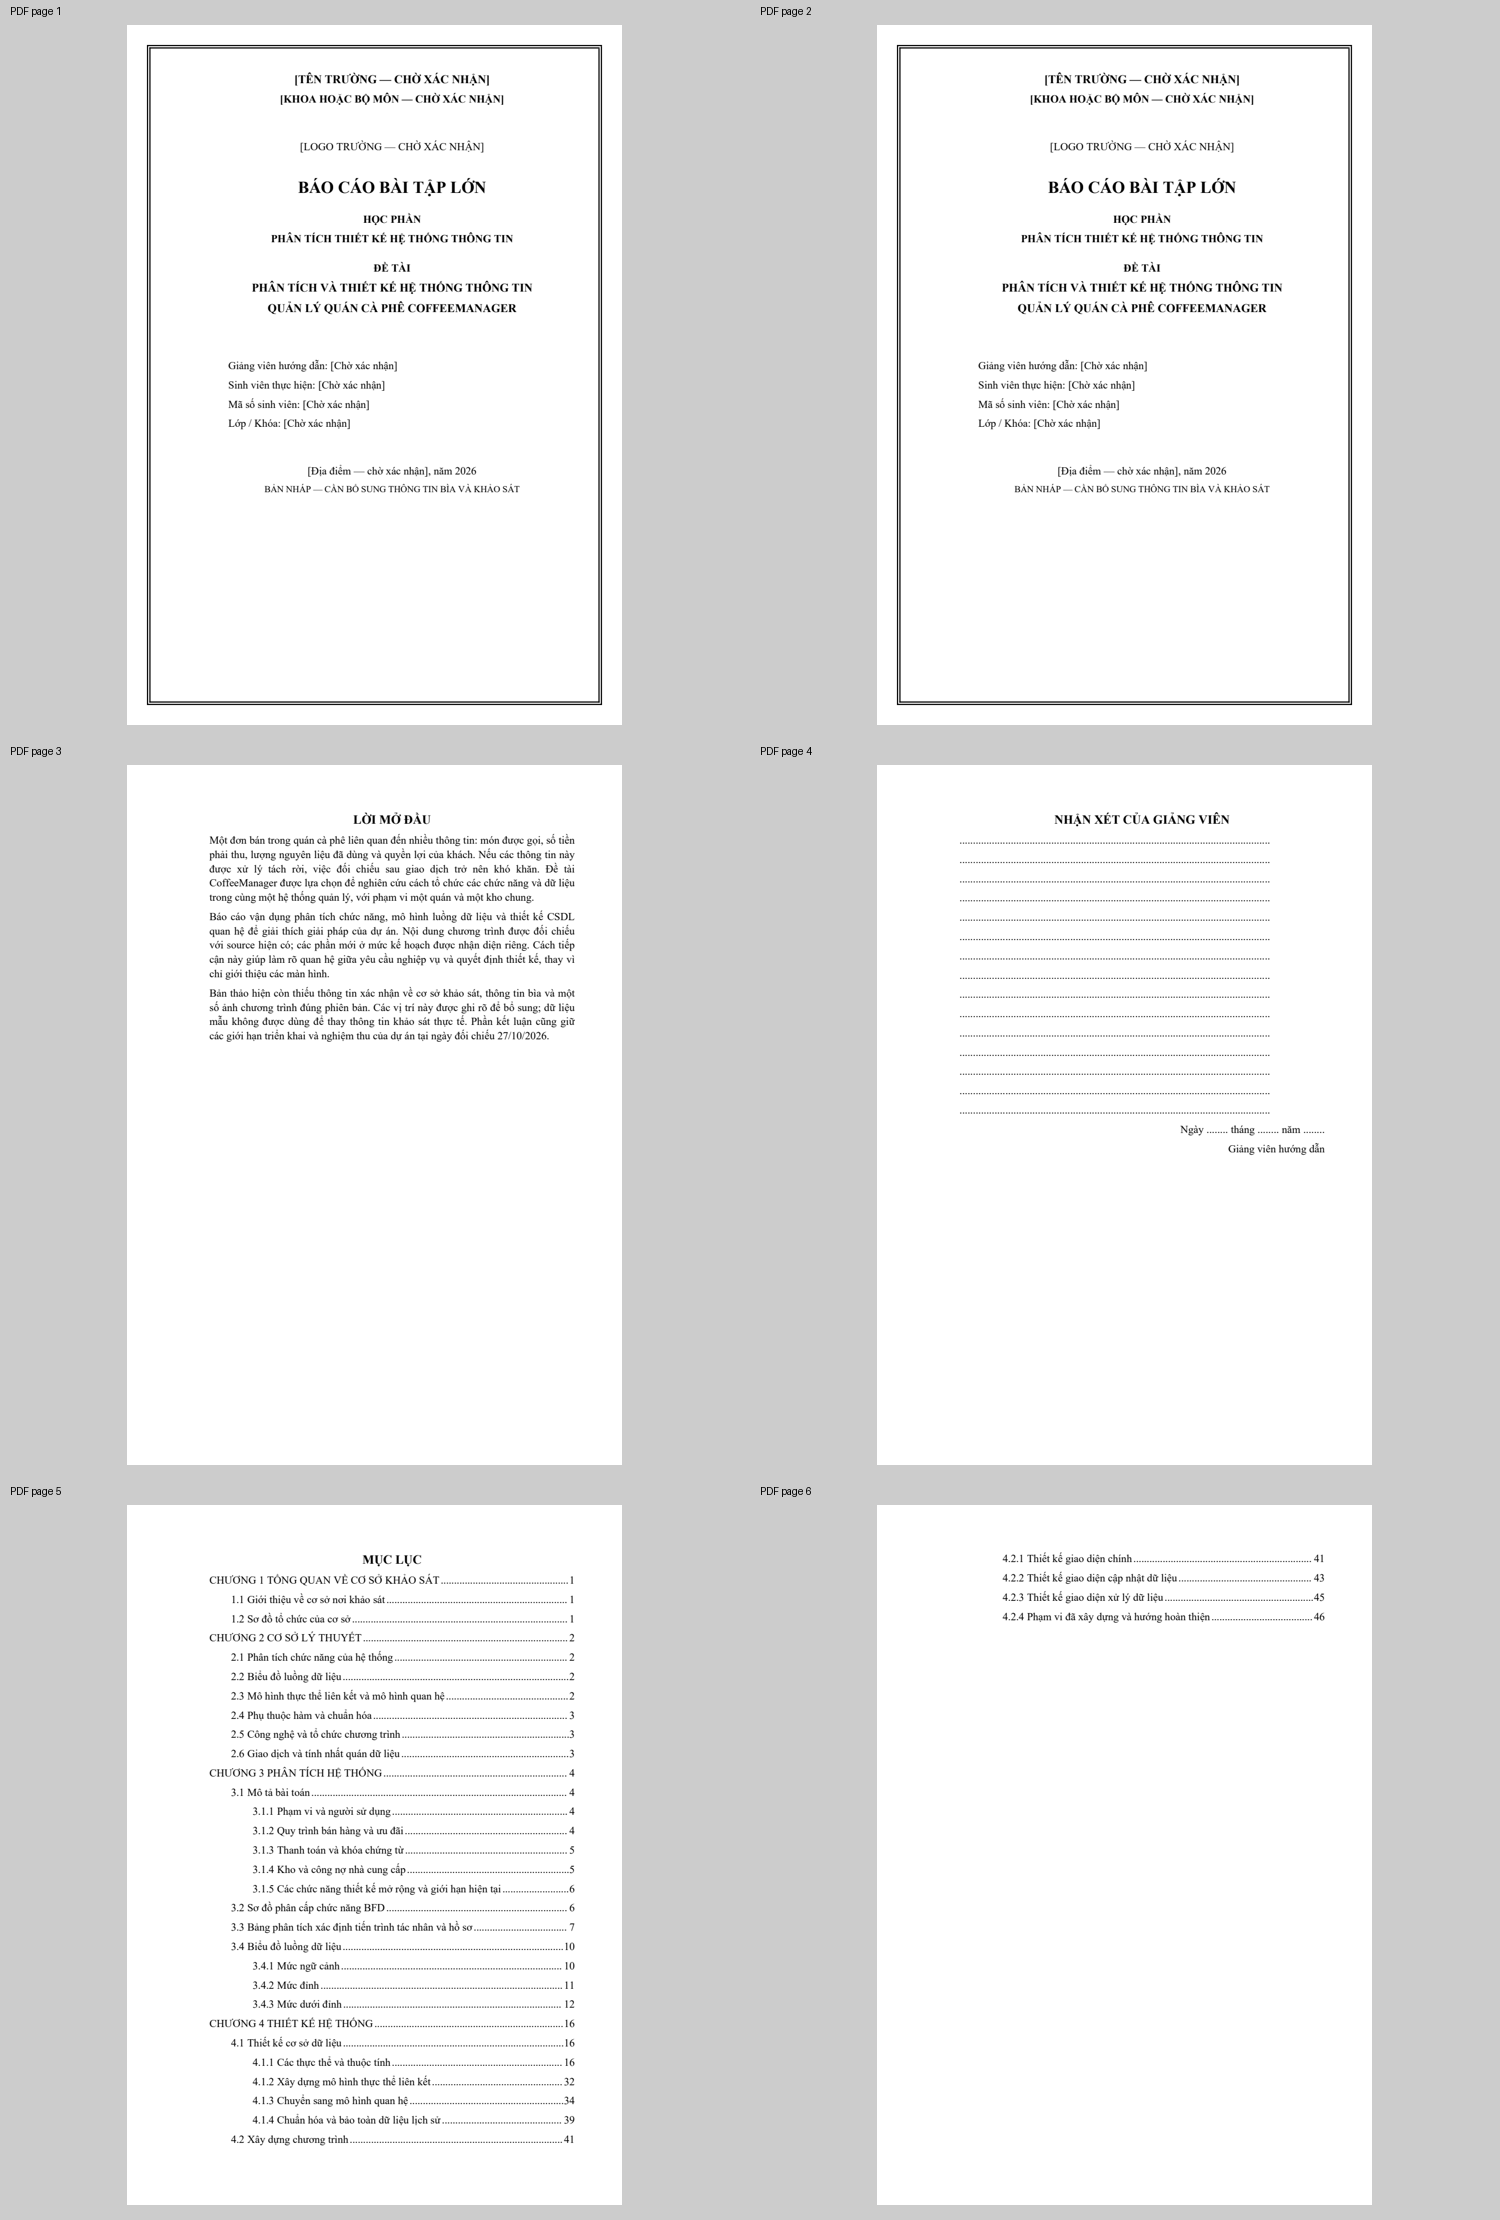 PDF page 1
[TÊN TRƯỜNG — CHỜ XÁC NHẬN]
[KHOA HOẶC BỘ MÔN — CHỜ XÁC NHẬN]
[LOGO TRƯỜNG — CHỜ XÁC NHẬN]
BÁO CÁO BÀI TẬP LỚN
HỌC PHẦN
PHÂN TÍCH THIẾT KẾ HỆ THỐNG THÔNG TIN
ĐỀ TÀI
PHÂN TÍCH VÀ THIẾT KẾ HỆ THỐNG THÔNG TIN
QUẢN LÝ QUÁN CÀ PHÊ COFFEEMANAGER
Giảng viên hướng dẫn: [Chờ xác nhận]
Sinh viên thực hiện: [Chờ xác nhận]
Mã số sinh viên: [Chờ xác nhận]
Lớp / Khóa: [Chờ xác nhận]
[Địa điểm — chờ xác nhận], năm 2026
BẢN NHÁP — CẦN BỔ SUNG THÔNG TIN BÌA VÀ KHẢO SÁT
PDF page 2
[TÊN TRƯỜNG — CHỜ XÁC NHẬN]
[KHOA HOẶC BỘ MÔN — CHỜ XÁC NHẬN]
[LOGO TRƯỜNG — CHỜ XÁC NHẬN]
BÁO CÁO BÀI TẬP LỚN
HỌC PHẦN
PHÂN TÍCH THIẾT KẾ HỆ THỐNG THÔNG TIN
ĐỀ TÀI
PHÂN TÍCH VÀ THIẾT KẾ HỆ THỐNG THÔNG TIN
QUẢN LÝ QUÁN CÀ PHÊ COFFEEMANAGER
Giảng viên hướng dẫn: [Chờ xác nhận]
Sinh viên thực hiện: [Chờ xác nhận]
Mã số sinh viên: [Chờ xác nhận]
Lớp / Khóa: [Chờ xác nhận]
[Địa điểm — chờ xác nhận], năm 2026
BẢN NHÁP — CẦN BỔ SUNG THÔNG TIN BÌA VÀ KHẢO SÁT
PDF page 3
LỜI MỞ ĐẦU
Một đơn bán trong quán cà phê liên quan đến nhiều thông tin: món được gọi, số tiền
phải thu, lượng nguyên liệu đã dùng và quyền lợi của khách. Nếu các thông tin này
được xử lý tách rời, việc đối chiếu sau giao dịch trở nên khó khăn. Đề tài
CoffeeManager được lựa chọn để nghiên cứu cách tổ chức các chức năng và dữ liệu
trong cùng một hệ thống quản lý, với phạm vi một quán và một kho chung.
Báo cáo vận dụng phân tích chức năng, mô hình luồng dữ liệu và thiết kế CSDL
quan hệ để giải thích giải pháp của dự án. Nội dung chương trình được đối chiếu
với source hiện có; các phần mới ở mức kế hoạch được nhận diện riêng. Cách tiếp
cận này giúp làm rõ quan hệ giữa yêu cầu nghiệp vụ và quyết định thiết kế, thay vì
chỉ giới thiệu các màn hình.
Bản thảo hiện còn thiếu thông tin xác nhận về cơ sở khảo sát, thông tin bìa và một
số ảnh chương trình đúng phiên bản. Các vị trí này được ghi rõ để bổ sung; dữ liệu
mẫu không được dùng để thay thông tin khảo sát thực tế. Phần kết luận cũng giữ
các giới hạn triển khai và nghiệm thu của dự án tại ngày đối chiếu 27/10/2026.
PDF page 4
NHẬN XÉT CỦA GIẢNG VIÊN
Ngày ........ tháng ........ năm ........
Giảng viên hướng dẫn
PDF page 5
MỤC LỤC
CHƯƠNG 1 TỔNG QUAN VỀ CƠ SỞ KHẢO SÁT 1
1.1 Giới thiệu về cơ sở nơi khảo sát 1
1.2 Sơ đồ tổ chức của cơ sở 1
CHƯƠNG 2 CƠ SỞ LÝ THUYẾT 2
2.1 Phân tích chức năng của hệ thống 2
2.2 Biểu đồ luồng dữ liệu 2
2.3 Mô hình thực thể liên kết và mô hình quan hệ 2
2.4 Phụ thuộc hàm và chuẩn hóa 3
2.5 Công nghệ và tổ chức chương trình 3
2.6 Giao dịch và tính nhất quán dữ liệu 3
CHƯƠNG 3 PHÂN TÍCH HỆ THỐNG 4
3.1 Mô tả bài toán 4
3.1.1 Phạm vi và người sử dụng 4
3.1.2 Quy trình bán hàng và ưu đãi 4
3.1.3 Thanh toán và khóa chứng từ 5
3.1.4 Kho và công nợ nhà cung cấp 5
3.1.5 Các chức năng thiết kế mở rộng và giới hạn hiện tại 6
3.2 Sơ đồ phân cấp chức năng BFD 6
3.3 Bảng phân tích xác định tiến trình tác nhân và hồ sơ 7
3.4 Biểu đồ luồng dữ liệu 10
3.4.1 Mức ngữ cảnh 10
3.4.2 Mức đỉnh 11
3.4.3 Mức dưới đỉnh 12
CHƯƠNG 4 THIẾT KẾ HỆ THỐNG 16
4.1 Thiết kế cơ sở dữ liệu 16
4.1.1 Các thực thể và thuộc tính 16
4.1.2 Xây dựng mô hình thực thể liên kết 32
4.1.3 Chuyển sang mô hình quan hệ 34
4.1.4 Chuẩn hóa và bảo toàn dữ liệu lịch sử 39
4.2 Xây dựng chương trình 41
PDF page 6
4.2.1 Thiết kế giao diện chính 41
4.2.2 Thiết kế giao diện cập nhật dữ liệu 43
4.2.3 Thiết kế giao diện xử lý dữ liệu 45
4.2.4 Phạm vi đã xây dựng và hướng hoàn thiện 46